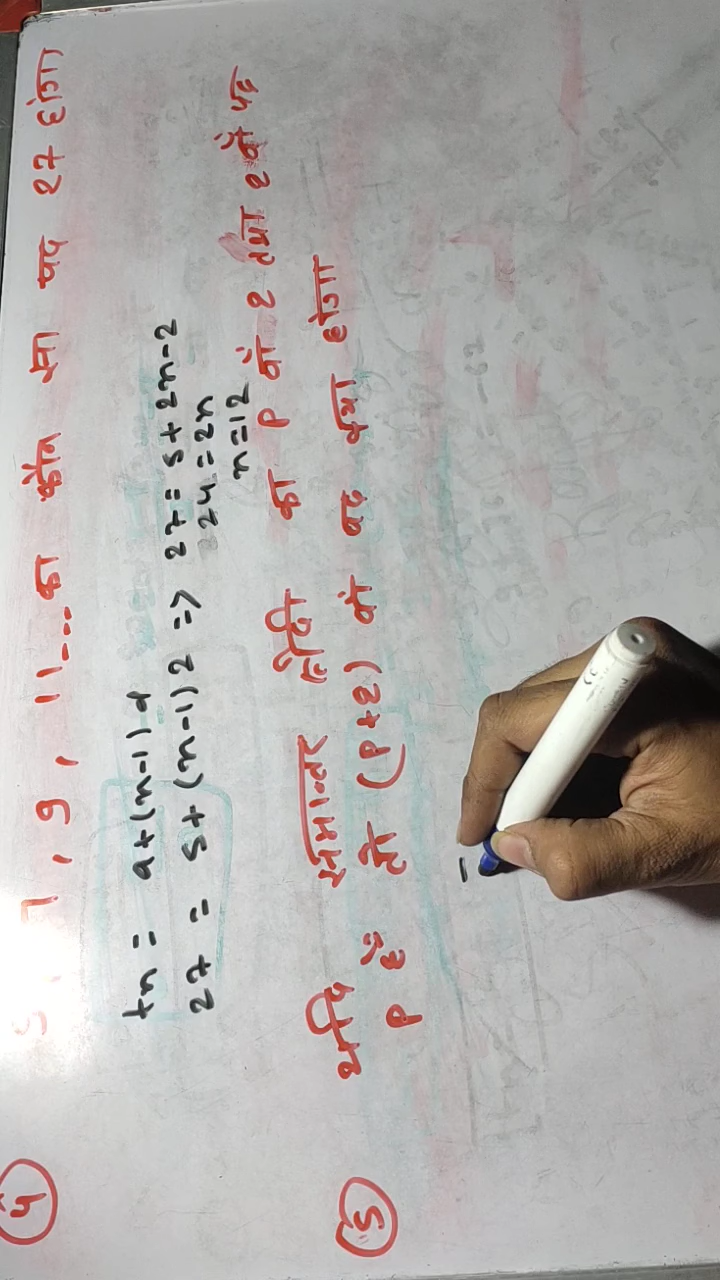 (4) 5, 7, 9, 11--- का कौन सा पद 27 होगा
tn = a+(n-1)d
27 = 5+(n-1)2 => 27 = 5+2n-2
24 = 2n
n=12
(5) यदि समान्तर श्रेढी का P वाँ 2 तथा 2 वाँ पद
P है तो (P+2) वाँ पद क्या होगा